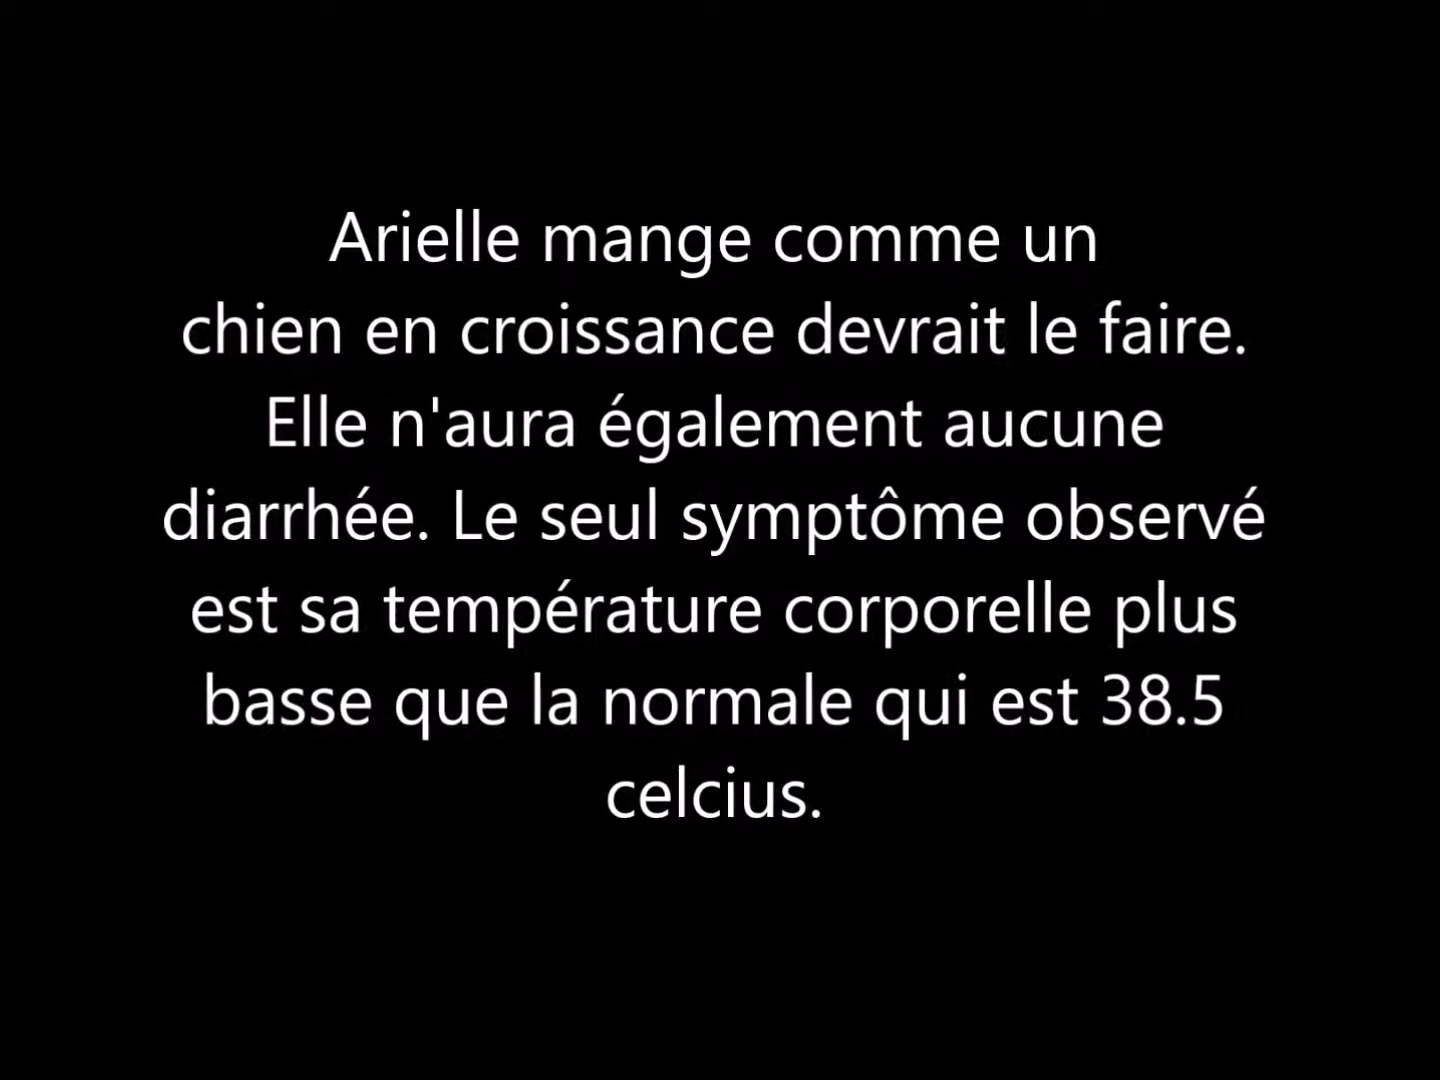 Arielle mange comme un
chien en croissance devrait le faire.
Elle n'aura également aucune
diarrhée. Le seul symptôme observé
est sa température corporelle plus
basse que la normale qui est 38.5
celcius.